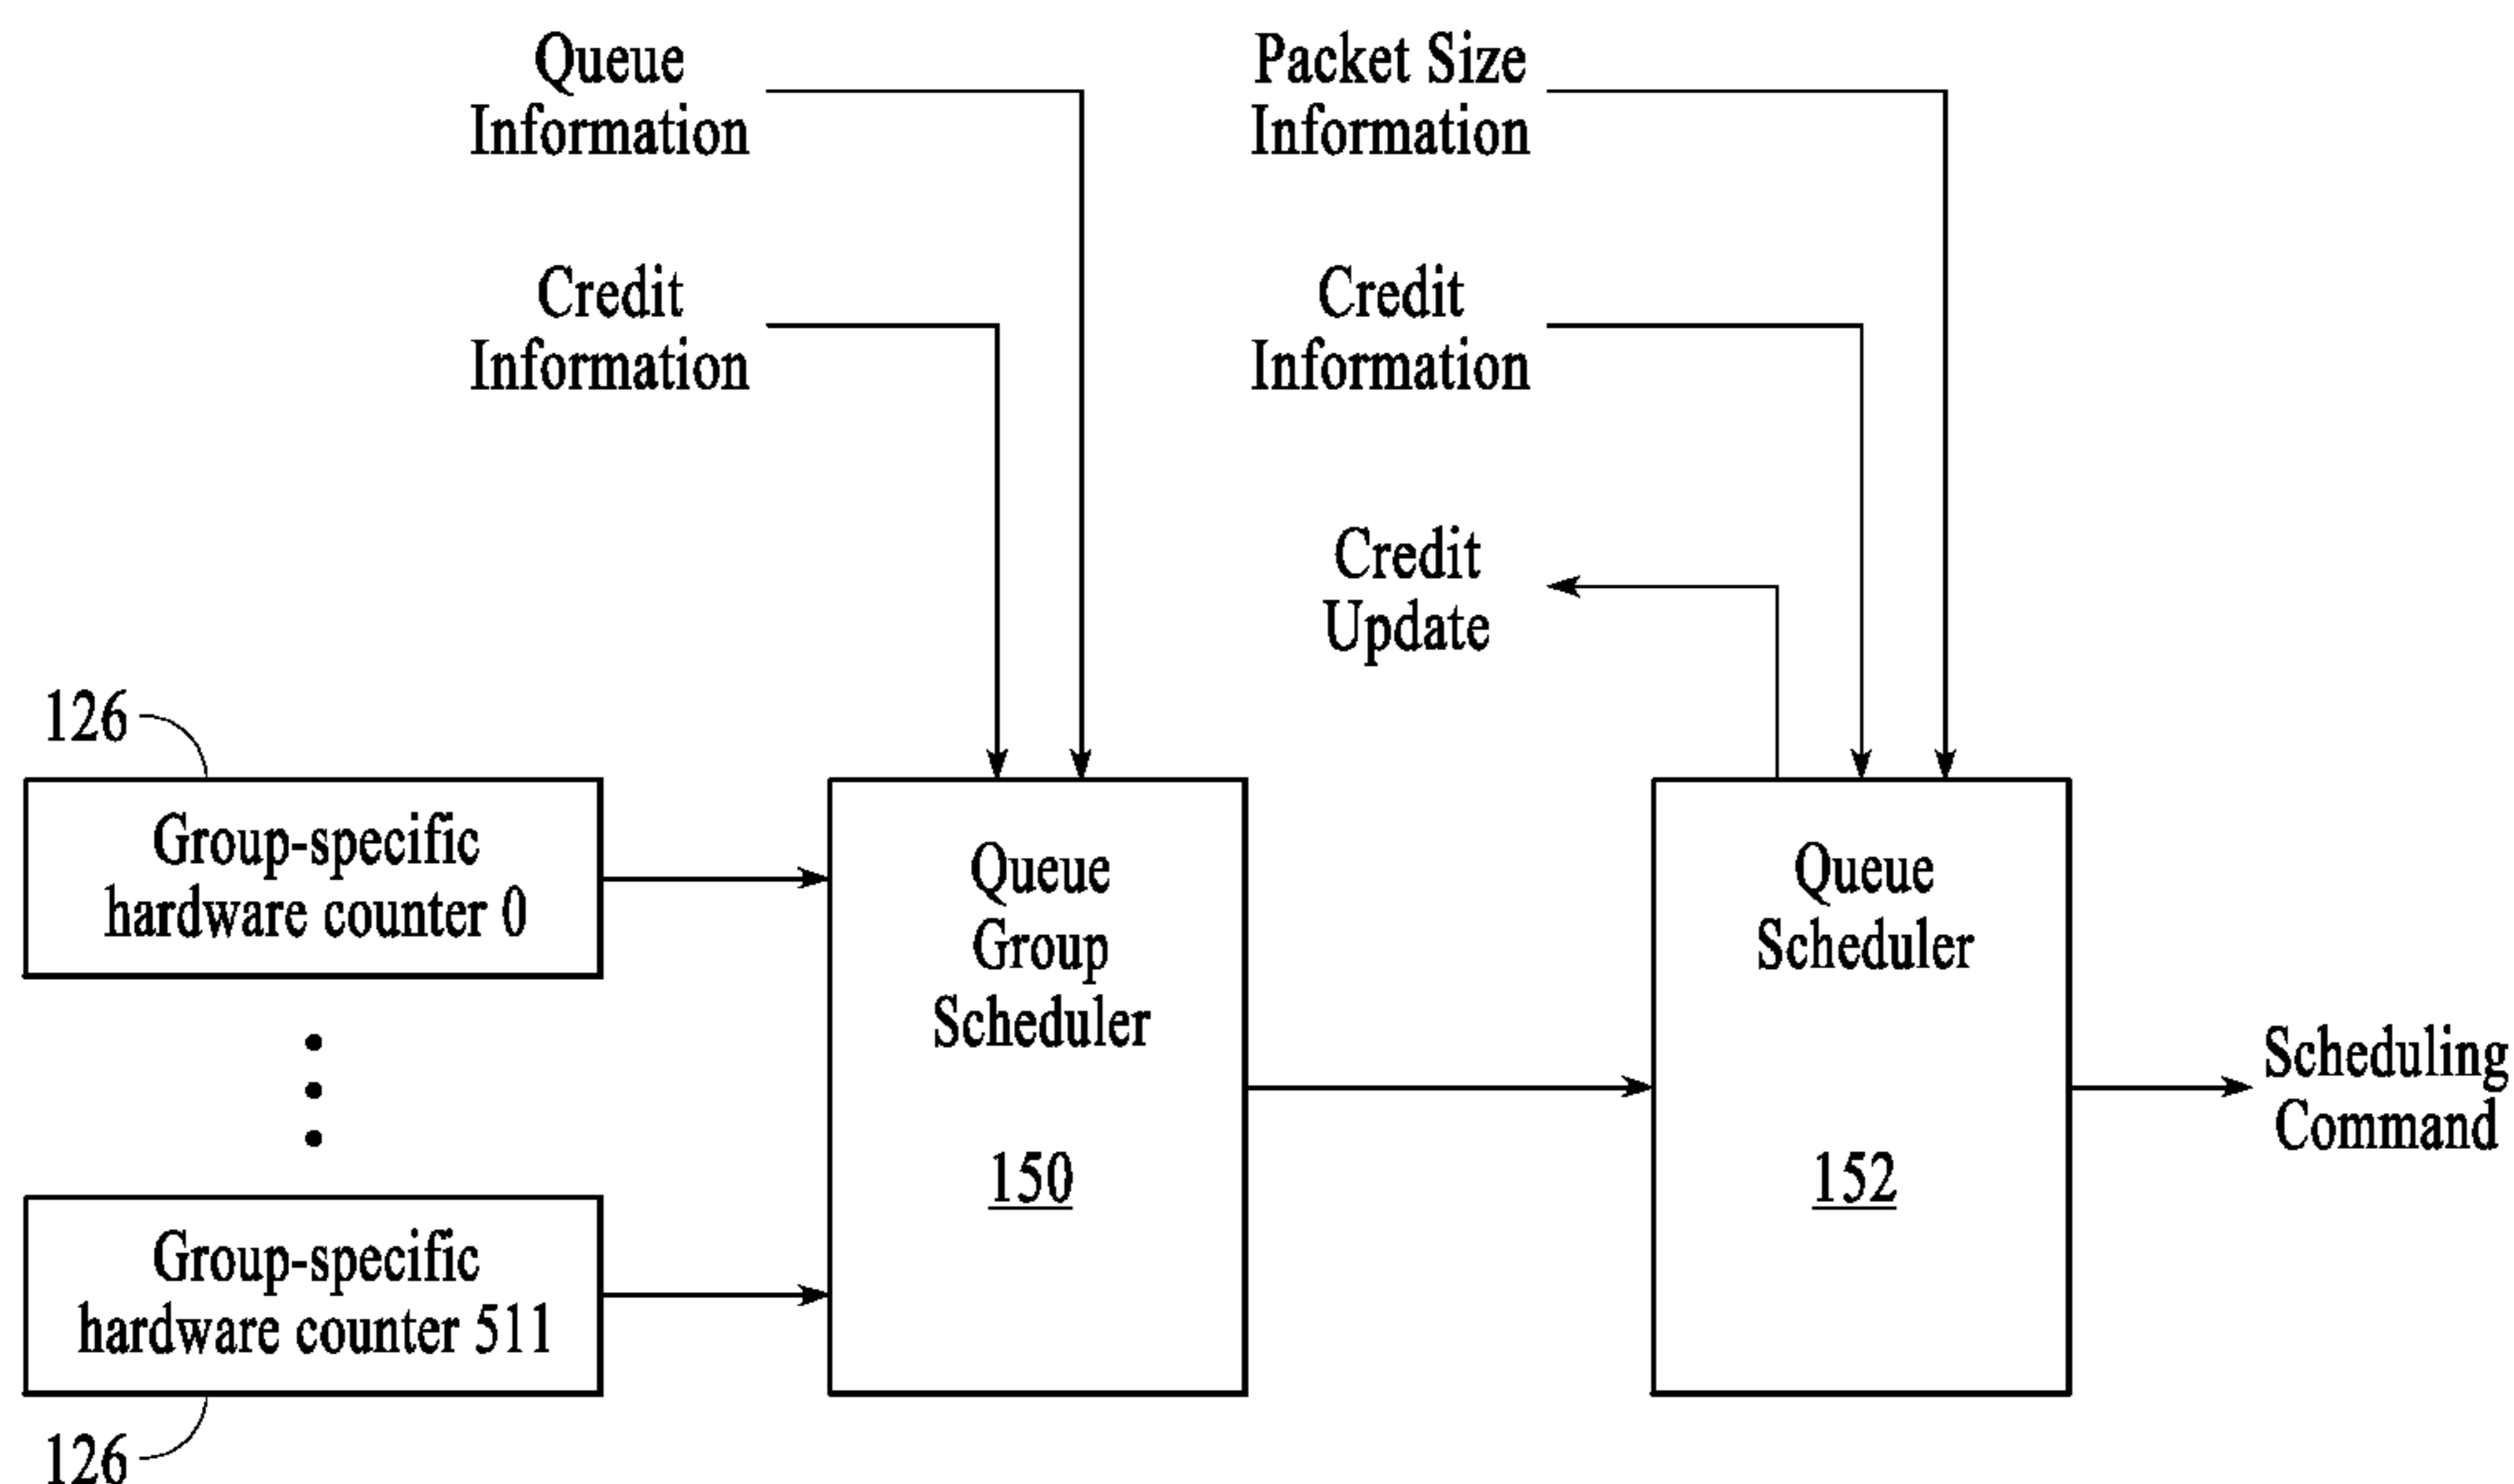 Queue
Information
Packet Size
Information
Credit
Information
Credit
Information
Credit
Update
126
Group-specific
hardware counter 0
Queue
Group
Scheduler
150
Queue
Scheduler
152
Scheduling
Command
Group-specific
hardware counter 511
126